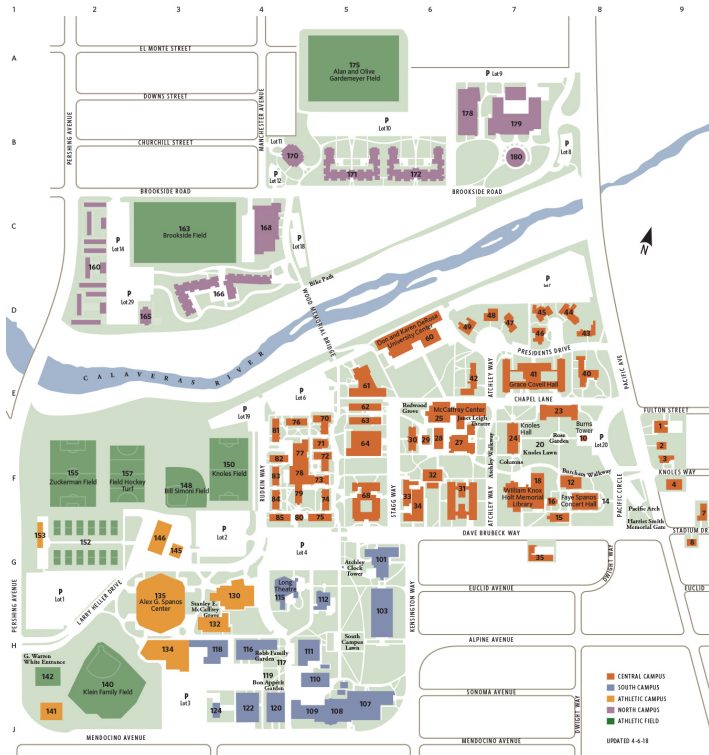 1 2 3 4 5 6 7 8 9
A
EL MONTE STREET
175
Alan and Olive
Gardemeyer Field
P
Lot 9
DOWNS STREET
MANCHESTER AVENUE
PERSHING AVENUE
178
179
P
Lot 10
B
CHURCHILL STREET
Lot 11
P
170
P
Lot 12
171
172
180
P
Lot 8
BROOKSIDE ROAD
BROOKSIDE ROAD
C
163
Brookside Field
168
P
Lot 18
P
Lot 14
160
N
Bike Path
166
P
Lot 29
165
P
Lot 7
D
WOOD MEMORIAL BRIDGE
Don and Karen DeRosa
University Center
60
49
48
47
45
44
46
43
PRESIDENTS DRIVE
CALAVERAS RIVER
E
61
42
ATCHLEY WAY
41
Grace Covell Hall
40
PACIFIC AVE
CHAPEL LANE
P
Lot 6
P
Lot 19
62
63
64
Redwood
Grove
McCaffrey Center
25
Janet Leigh
Theatre
23
Knoles
Hall
24
Rose
Garden
Burns
Tower
10
P
Lot 20
20
Knoles Lawn
FULTON STREET
1
2
3
KNOLES WAY
4
76
70
81
71
77
72
82
78
83
73
84
79
74
85
80
75
68
30
29
28
27
Atchley Walkway
Columns
Burcham Walkway
F
155
Zuckerman Field
157
Field Hockey
Turf
148
Bill Simoni Field
150
Knoles Field
RUDKIN WAY
STAGG WAY
32
33
34
31
ATCHLEY WAY
18
William Knox
Holt Memorial
Library
12
16
Faye Spanos
Concert Hall
15
14
PACIFIC CIRCLE
Pacific Arch
Harriet Smith
Memorial Gate
7
STADIUM DR
8
DAVE BRUBECK WAY
153
152
146
145
P
Lot 2
P
Lot 4
G
Atchley
Clock Tower
101
35
DWIGHT WAY
EUCLID AVENUE
EUCLID
P
Lot 1
LARRY HELLER DRIVE
PERSHING AVENUE
135
Alex G. Spanos
Center
Stanley E.
McCaffrey
Grove
130
132
Long
Theatre
115
112
103
KENSINGTON WAY
H
South
Campus
Lawn
ALPINE AVENUE
G. Warren
White Entrance
142
134
118
116
Robb Family
Garden
117
111
119
Bon Appétit
Garden
110
140
Klein Family Field
141
P
Lot 3
124
122
120
109
108
107
SONOMA AVENUE
DWIGHT WAY
J
MENDOCINO AVENUE
MENDOCINO AVENUE
CENTRAL CAMPUS
SOUTH CAMPUS
ATHLETIC CAMPUS
NORTH CAMPUS
ATHLETIC FIELD
UPDATED 4-6-18